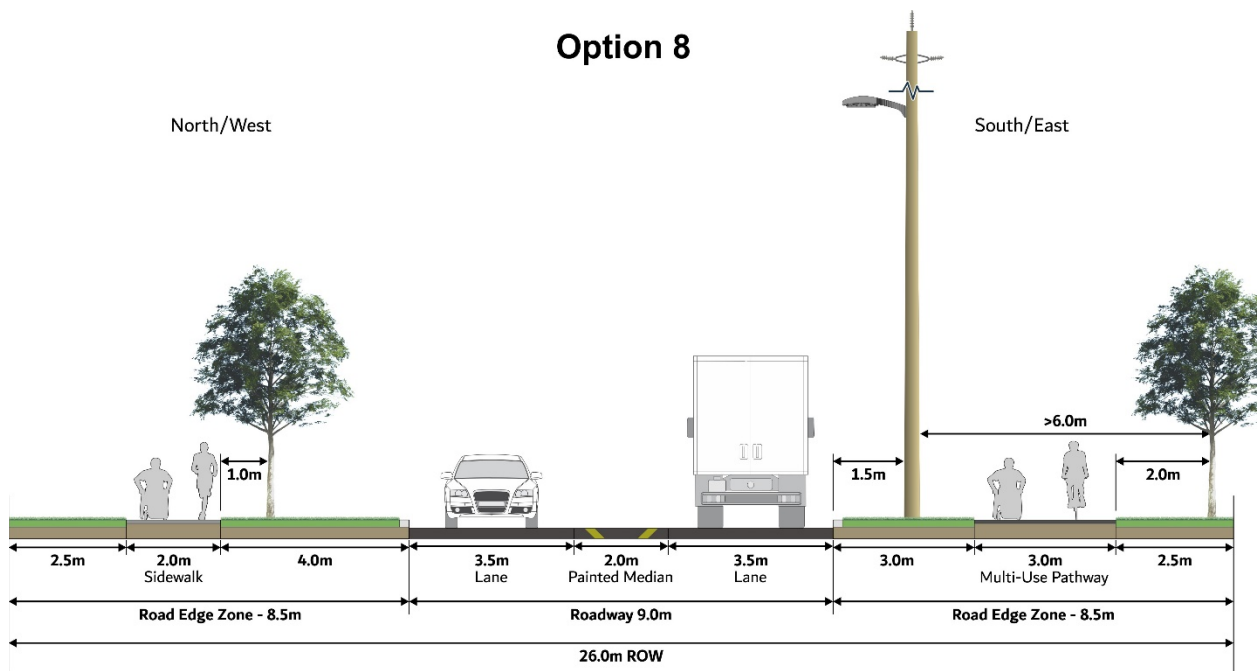 Option 8
North/West
South/East
>6.0m
1.0m
1.5m
2.0m
2.5m
2.0m
4.0m
3.5m
2.0m
3.5m
3.0m
3.0m
2.5m
Sidewalk
Lane
Painted Median
Lane
Multi-Use Pathway
Road Edge Zone - 8.5m
Roadway 9.0m
Road Edge Zone - 8.5m
26.0m ROW